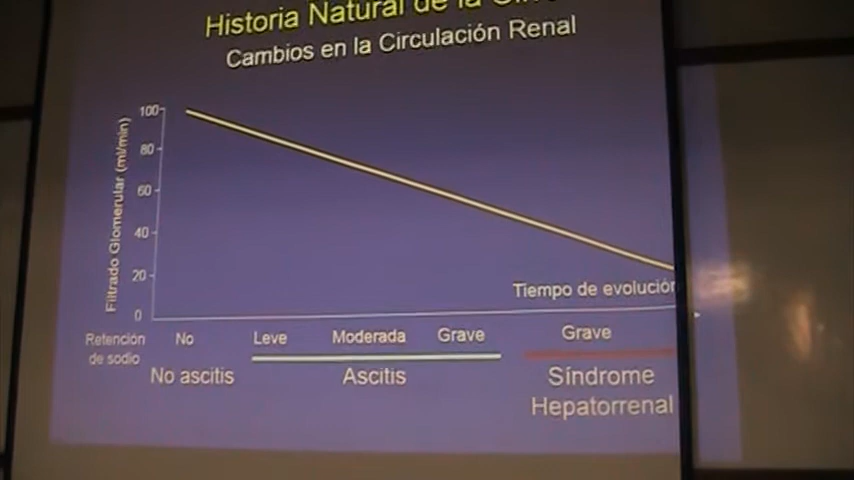 Historia Natural de la
Cambios en la Circulación Renal
Filtrado Glomerular (ml/min)
100
80
60
40
20
0
Tiempo de evolución
Retención de sodio
No
Leve
Moderada
Grave
Grave
No ascitis
Ascitis
Síndrome
Hepatorrenal